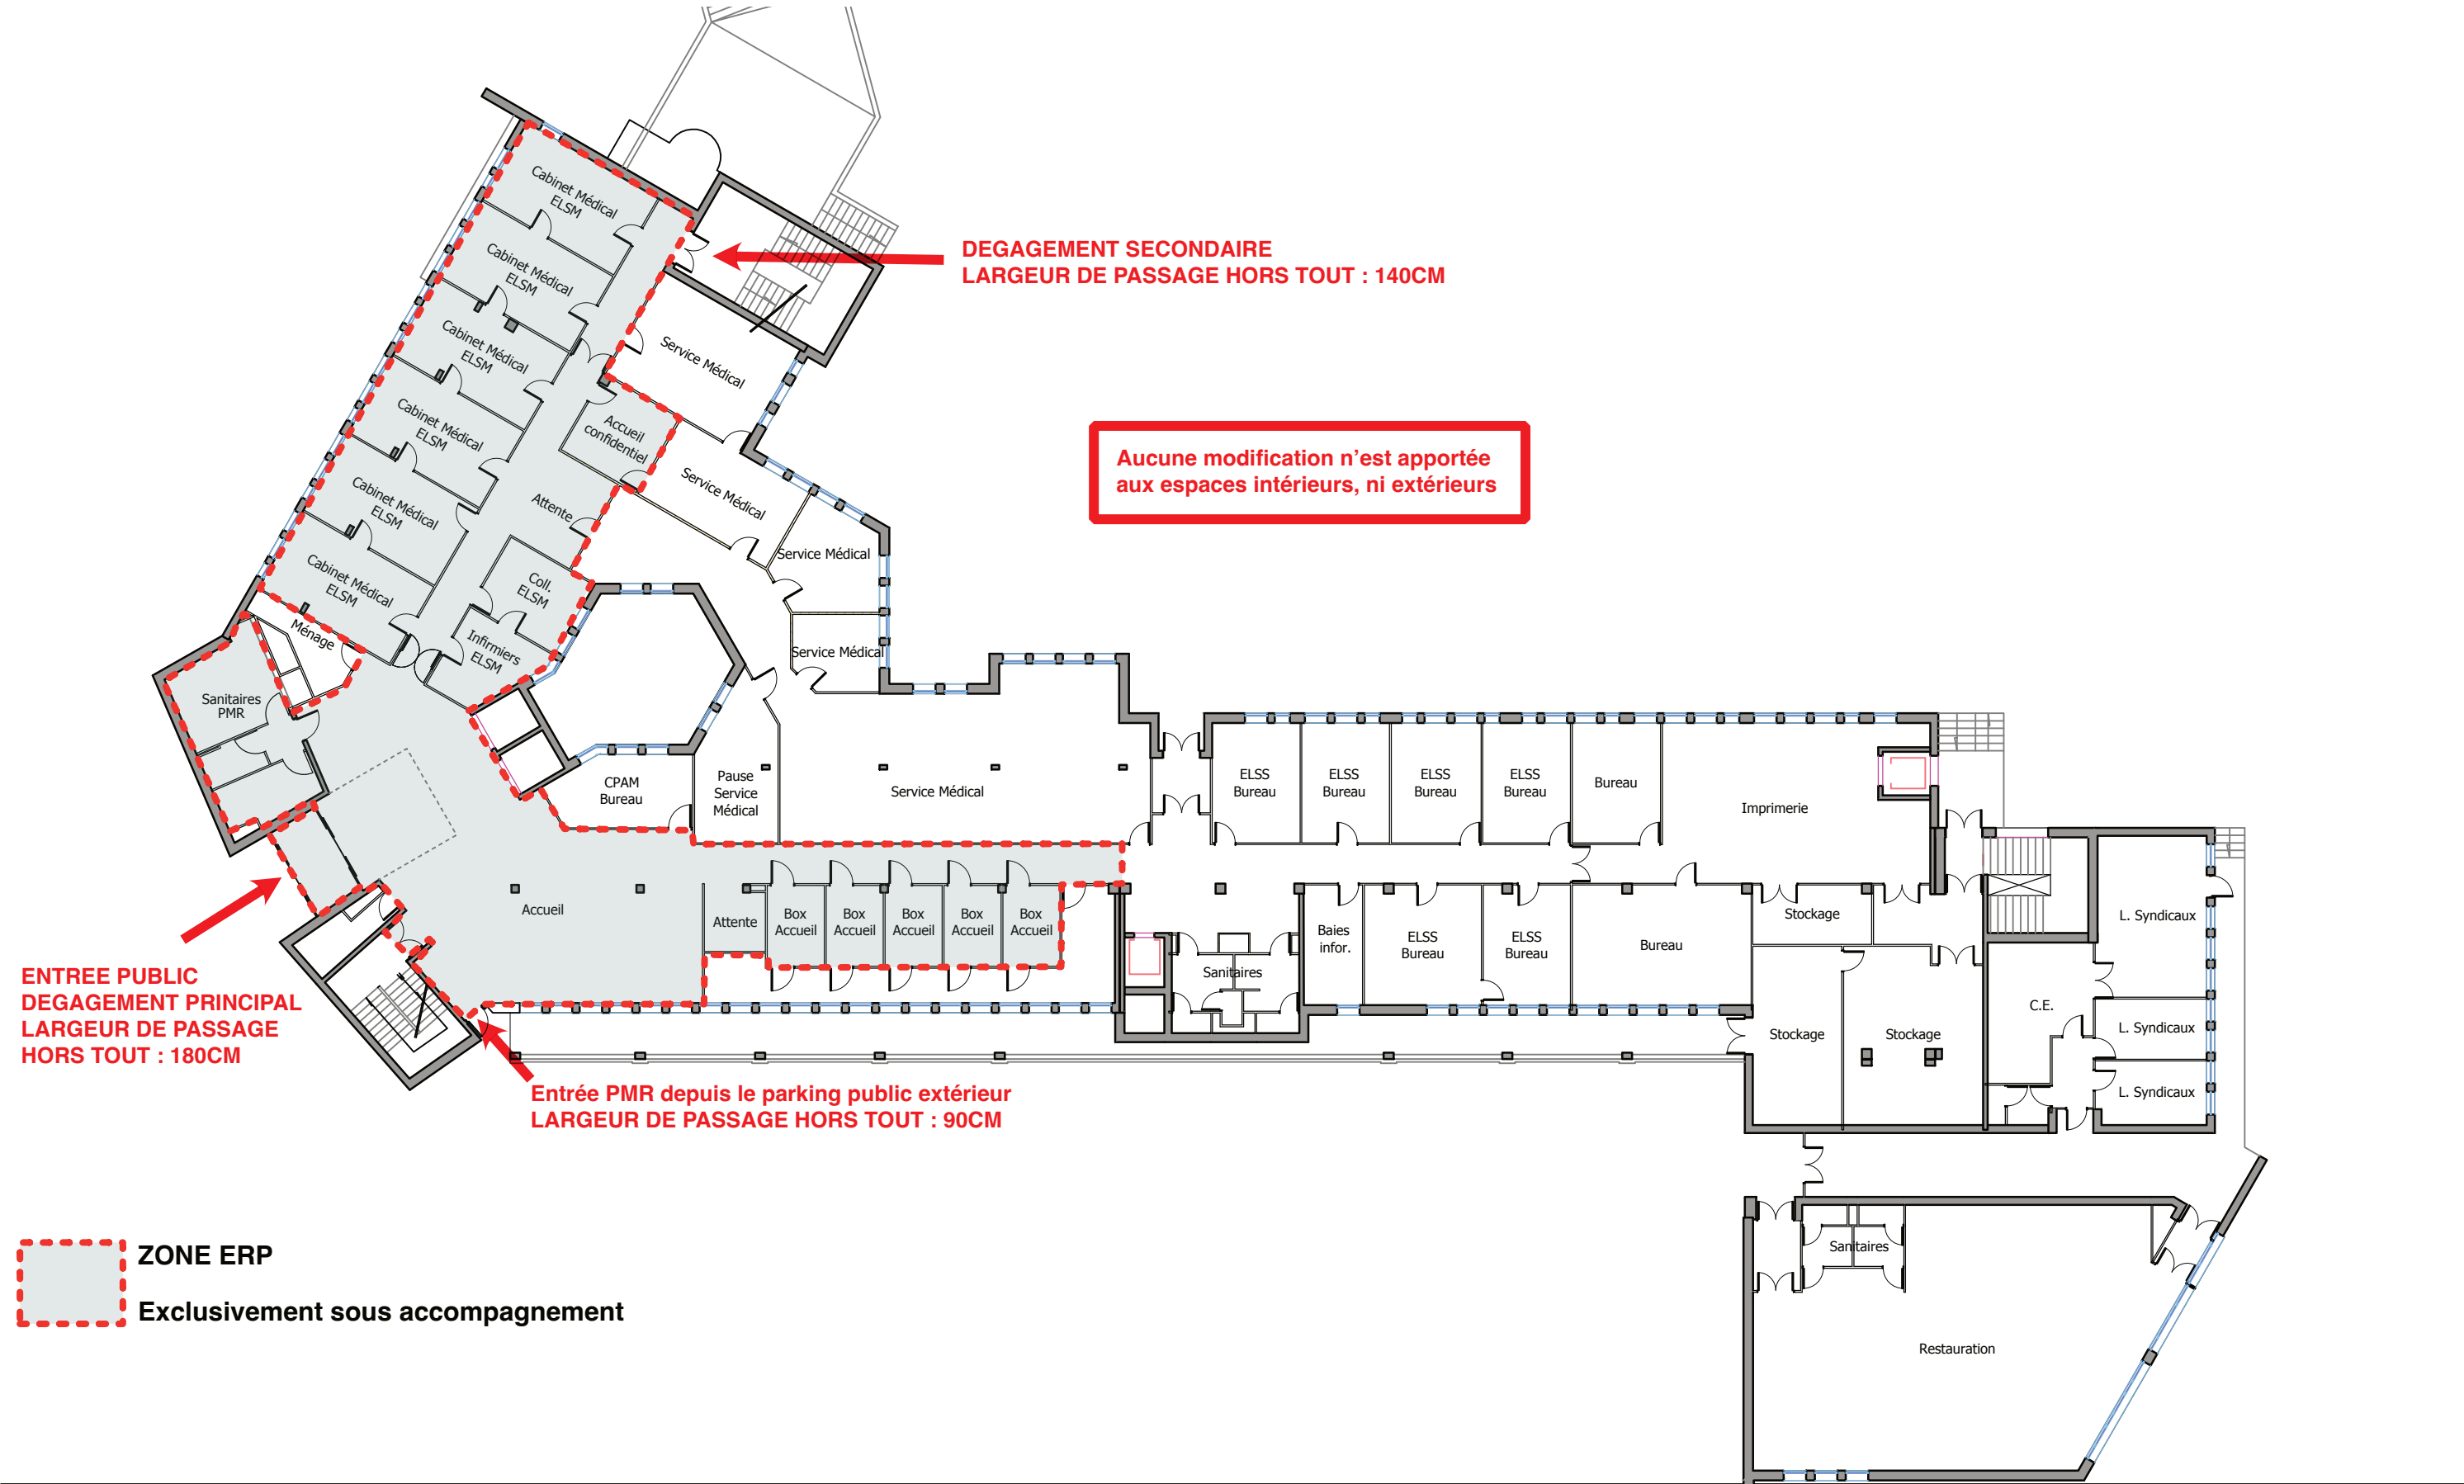 Cabinet Médical
ELSM
Cabinet Médical
ELSM
Cabinet Médical
ELSM
Cabinet Médical
ELSM
Cabinet Médical
ELSM
Cabinet Médical
ELSM
DEGAGEMENT SECONDAIRE
LARGEUR DE PASSAGE HORS TOUT : 140CM
Service Médical
Accueil
confidentiel
Service Médical
Attente
Aucune modification n’est apportée
aux espaces intérieurs, ni extérieurs
Service Médical
Coll.
ELSM
Infirmiers
ELSM
Service Médical
Ménage
Sanitaires
PMR
CPAM
Bureau
Pause
Service
Médical
Service Médical
ELSS
Bureau
ELSS
Bureau
ELSS
Bureau
ELSS
Bureau
Bureau
Imprimerie
Accueil
Attente
Box
Accueil
Box
Accueil
Box
Accueil
Box
Accueil
Box
Accueil
Sanitaires
Baies
infor.
ELSS
Bureau
ELSS
Bureau
Bureau
Stockage
L. Syndicaux
ENTREE PUBLIC
DEGAGEMENT PRINCIPAL
LARGEUR DE PASSAGE
HORS TOUT : 180CM
C.E.
Stockage
Stockage
L. Syndicaux
L. Syndicaux
Entrée PMR depuis le parking public extérieur
LARGEUR DE PASSAGE HORS TOUT : 90CM
Sanitaires
Restauration
ZONE ERP
Exclusivement sous accompagnement